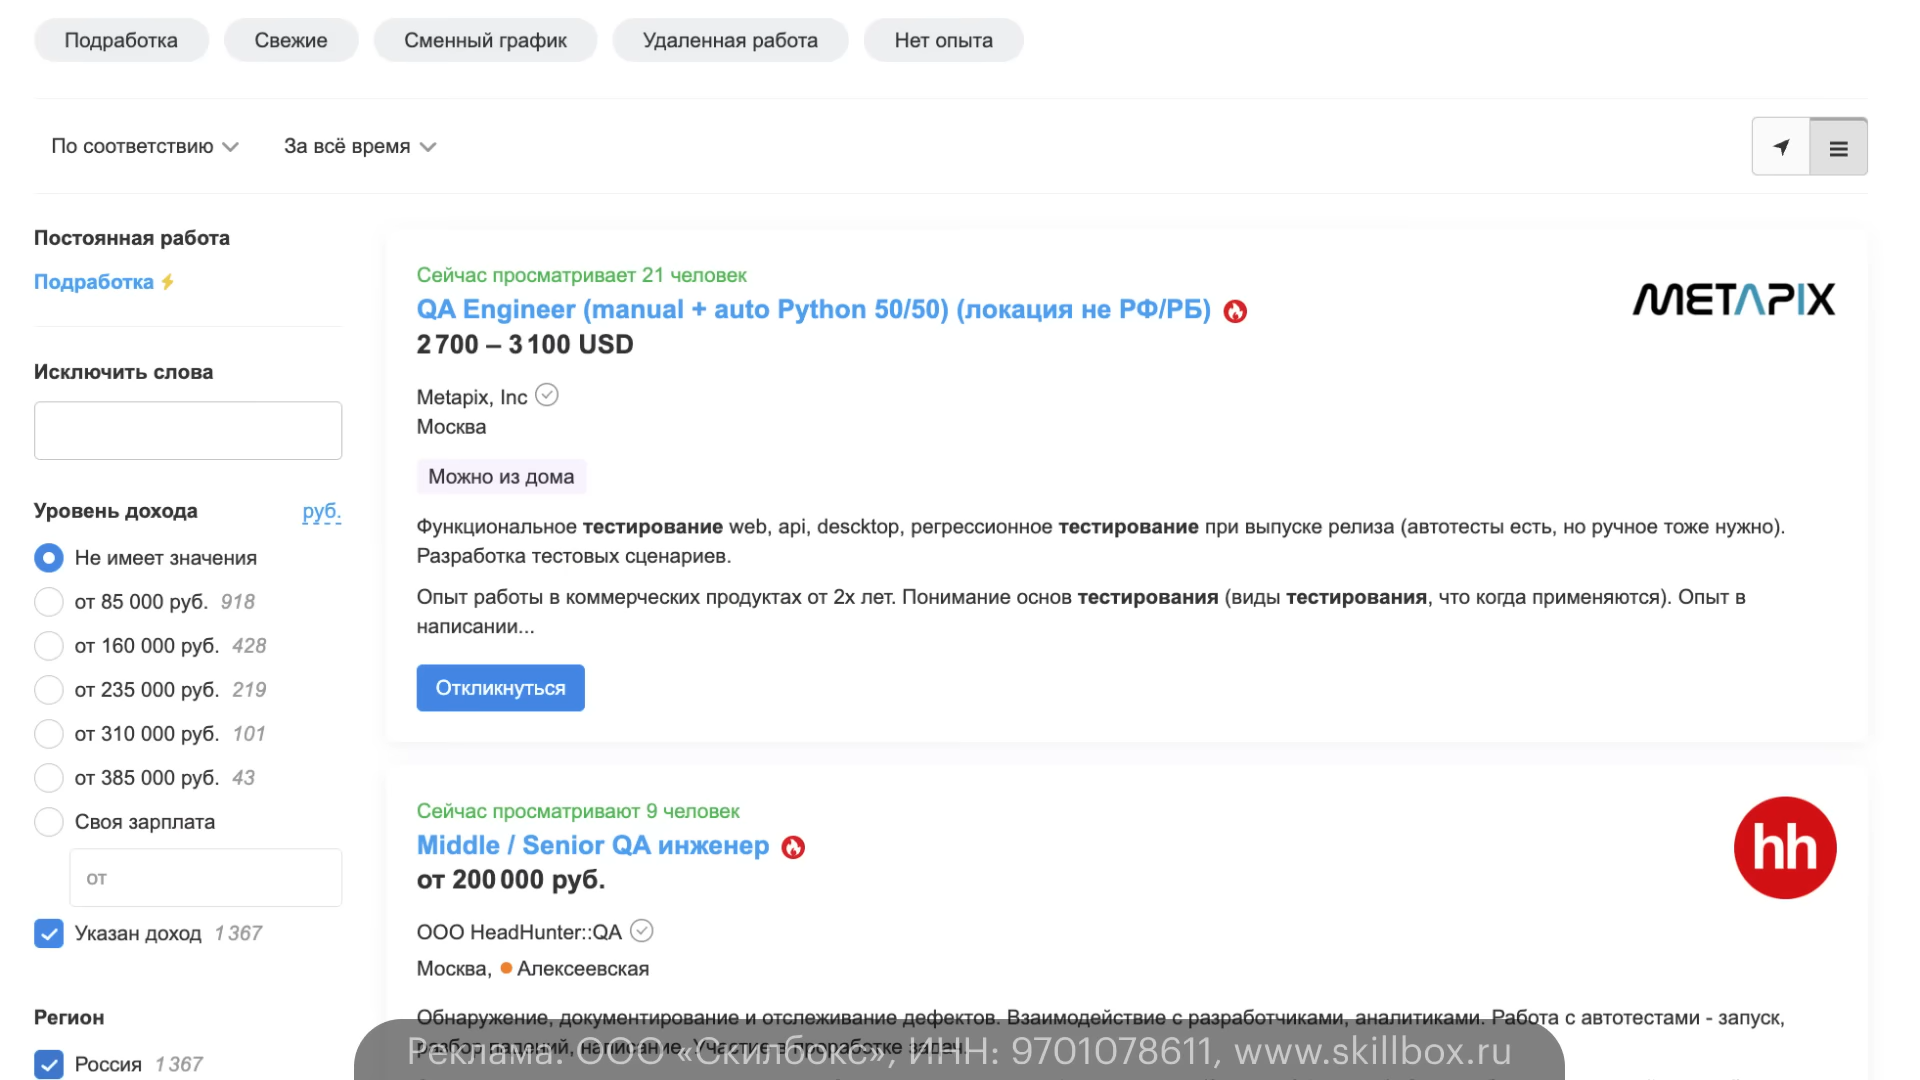 Подработка Свежие Сменный график Удаленная работа Нет опыта
По соответствию За всё время
Постоянная работа
Подработка
Исключить слова
Уровень дохода руб.
Не имеет значения
от 85 000 руб. 918
от 160 000 руб. 428
от 235 000 руб. 219
от 310 000 руб. 101
от 385 000 руб. 43
Своя зарплата
от
Указан доход 1 367
Регион
Россия 1 367
Сейчас просматривает 21 человек
QA Engineer (manual + auto Python 50/50) (локация не РФ/РБ)
2 700 – 3 100 USD
METAPIX
Metapix, Inc
Москва
Можно из дома
Функциональное тестирование web, api, descktop, регрессионное тестирование при выпуске релиза (автотесты есть, но ручное тоже нужно).
Разработка тестовых сценариев.
Опыт работы в коммерческих продуктах от 2х лет. Понимание основ тестирования (виды тестирования, что когда применяются). Опыт в
написании...
Откликнуться
Сейчас просматривают 9 человек
Middle / Senior QA инженер
от 200 000 руб.
hh
ООО HeadHunter::QA
Москва, Алексеевская
Обнаружение, документирование и отслеживание дефектов. Взаимодействие с разработчиками, аналитиками. Работа с автотестами - запуск,
разбор падений, написание. Участие в проработке задач.
Реклама. ООО «Скилбокс», ИНН: 9701078611, www.skillbox.ru